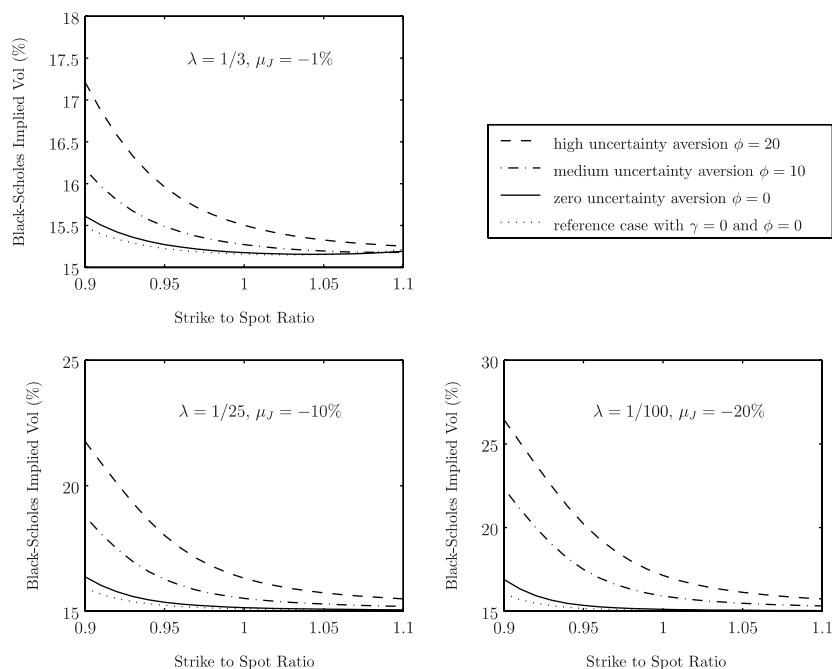 Black-Scholes Implied Vol (%)
18
17.5
17
16.5
16
15.5
15
λ = 1/3, μ_J = −1%
0.9
0.95
1
1.05
1.1
Strike to Spot Ratio
high uncertainty aversion ϕ = 20
medium uncertainty aversion ϕ = 10
zero uncertainty aversion ϕ = 0
reference case with γ = 0 and ϕ = 0
Black-Scholes Implied Vol (%)
25
20
15
λ = 1/25, μ_J = −10%
0.9
0.95
1
1.05
1.1
Strike to Spot Ratio
Black-Scholes Implied Vol (%)
30
25
20
15
λ = 1/100, μ_J = −20%
0.9
0.95
1
1.05
1.1
Strike to Spot Ratio